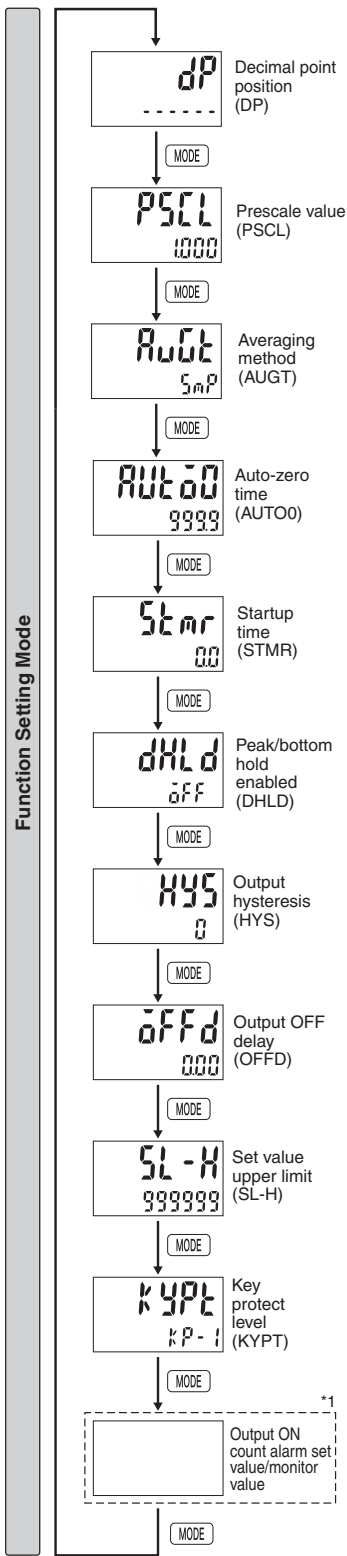 Function Setting Mode
dP
------
Decimal point
position
(DP)
MODE
PSCL
1.000
Prescale value
(PSCL)
MODE
AvGt
SmP
Averaging
method
(AUGT)
MODE
AUto0
999.9
Auto-zero
time
(AUTO0)
MODE
Stmr
0.0
Startup
time
(STMR)
MODE
dHLd
oFF
Peak/bottom
hold
enabled
(DHLD)
MODE
HYS
0
Output
hysteresis
(HYS)
MODE
oFFd
0.00
Output OFF
delay
(OFFD)
MODE
SL-H
999999
Set value
upper limit
(SL-H)
MODE
KYPt
KP-1
Key
protect
level
(KYPT)
MODE
*1
Output ON
count alarm set
value/monitor
value
MODE